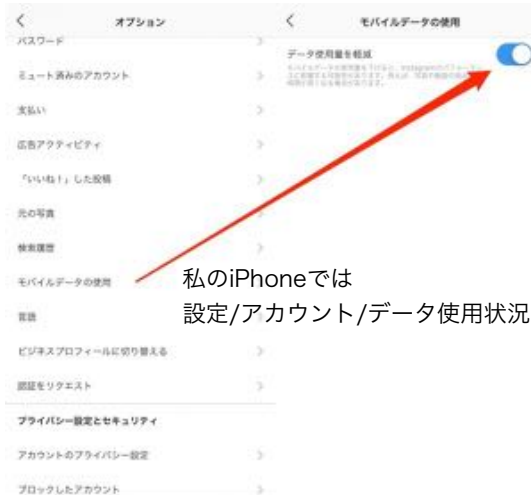 オプション
パスワード
ミュート済みのアカウント
支払い
広告アクティビティ
「いいね！」した投稿
元の写真
検索履歴
モバイルデータの使用
言語
ビジネスプロフィールに切り替える
認証をリクエスト
プライバシー設定とセキュリティ
アカウントのプライバシー設定
ブロックしたアカウント
モバイルデータの使用
データ使用量を軽減
私のiPhoneでは
設定/アカウント/データ使用状況